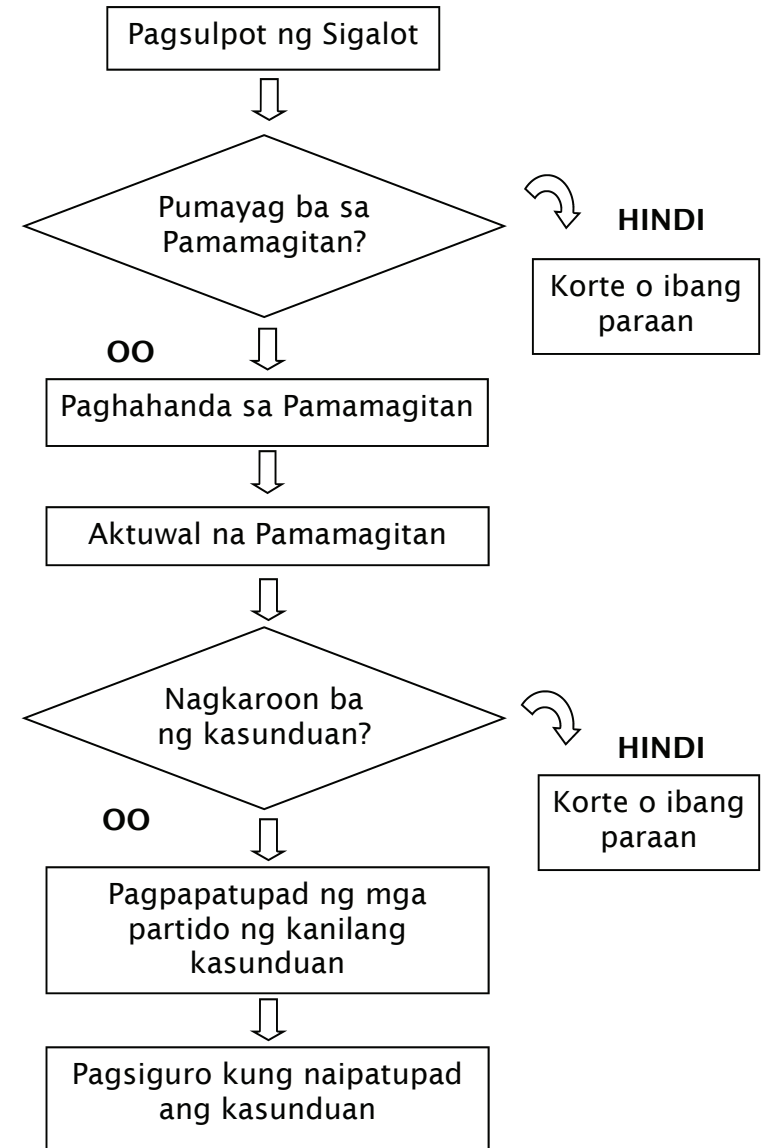 Pagsulpot ng Sigalot
Pumayag ba sa
Pamamagitan?
HINDI
Korte o ibang
paraan
OO
Paghahanda sa Pamamagitan
Aktuwal na Pamamagitan
Nagkaroon ba
ng kasunduan?
HINDI
Korte o ibang
paraan
OO
Pagpapatupad ng mga
partido ng kanilang
kasunduan
Pagsiguro kung naipatupad
ang kasunduan